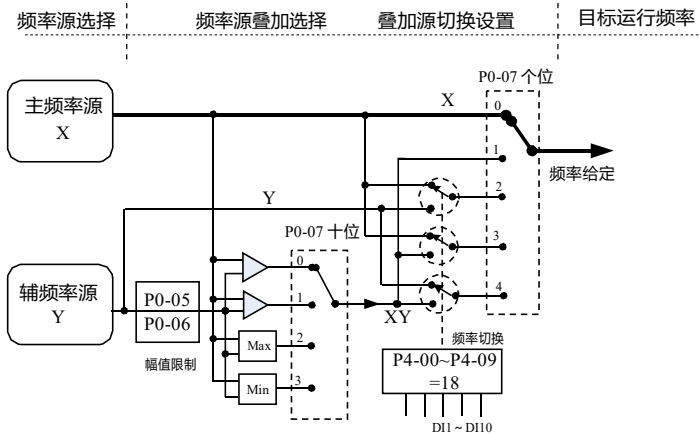 频率源选择 频率源叠加选择 叠加源切换设置 目标运行频率
P0-07 个位
主频率源
X
X
0
1
频率给定
2
Y
P0-07 十位
3
0
辅频率源
Y
P0-05
P0-06
1
XY
4
幅值限制
Max
2
频率切换
P4-00~P4-09
=18
Min
3
DI1 ~ DI10